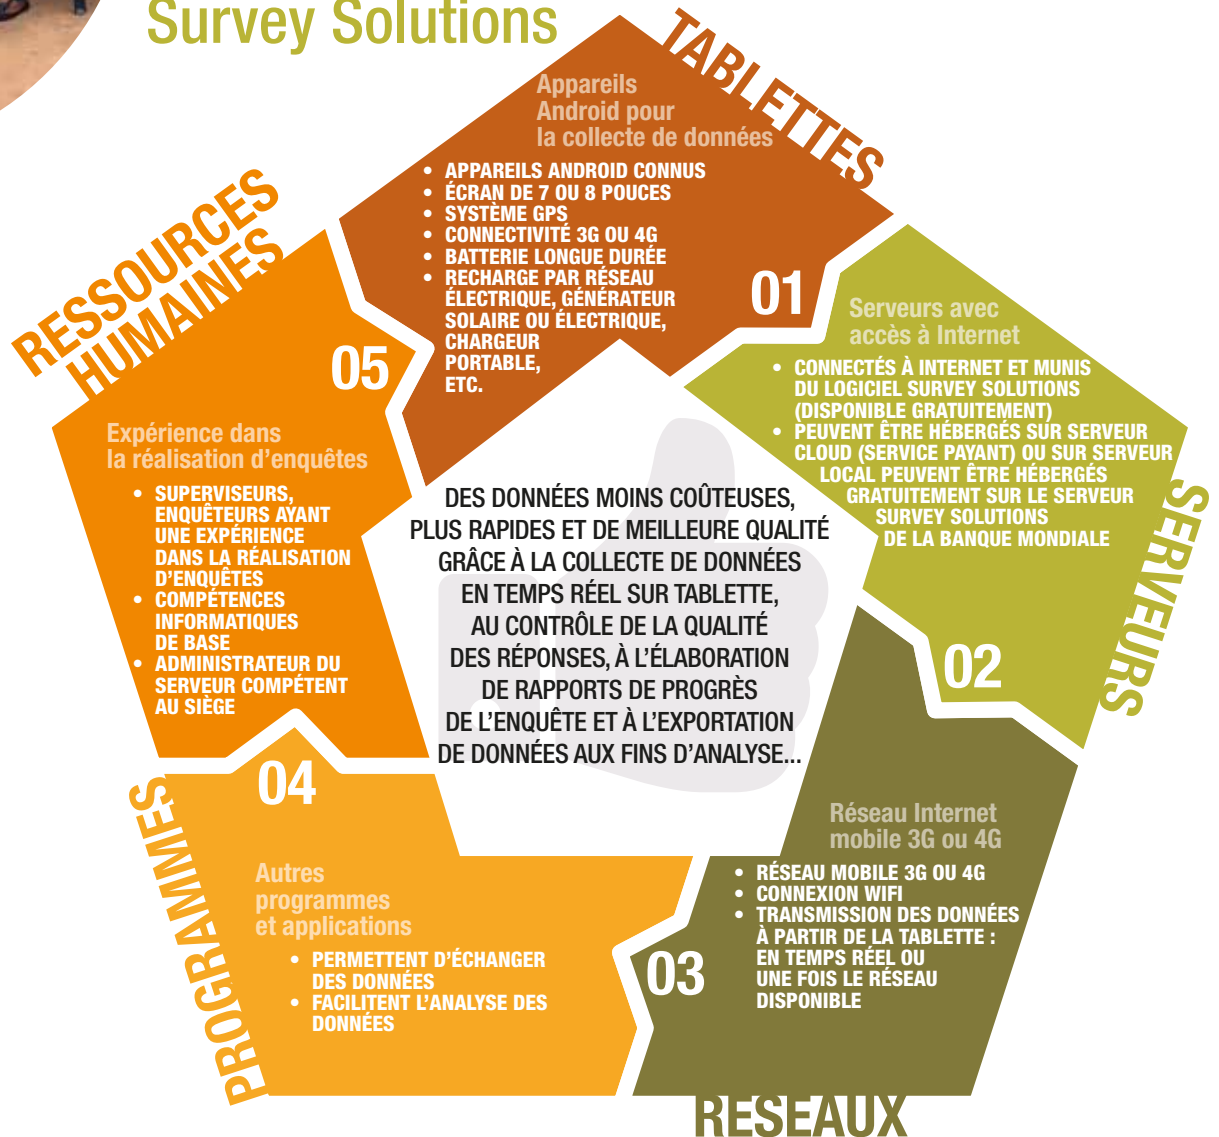 Survey Solutions
TABLETTES
Appareils
Android pour
la collecte de données
• APPAREILS ANDROID CONNUS
• ÉCRAN DE 7 OU 8 POUCES
• SYSTÈME GPS
• CONNECTIVITÉ 3G OU 4G
• BATTERIE LONGUE DURÉE
• RECHARGE PAR RÉSEAU
ÉLECTRIQUE, GÉNÉRATEUR
SOLAIRE OU ÉLECTRIQUE,
CHARGEUR
PORTABLE,
ETC.
01
SERVEURS
Serveurs avec
accès à Internet
• CONNECTÉS À INTERNET ET MUNIS
DU LOGICIEL SURVEY SOLUTIONS
(DISPONIBLE GRATUITEMENT)
• PEUVENT ÊTRE HÉBERGÉS SUR SERVEUR
CLOUD (SERVICE PAYANT) OU SUR SERVEUR
LOCAL PEUVENT ÊTRE HÉBERGÉS
GRATUITEMENT SUR LE SERVEUR
SURVEY SOLUTIONS
DE LA BANQUE MONDIALE
02
Réseau Internet
mobile 3G ou 4G
• RÉSEAU MOBILE 3G OU 4G
• CONNEXION WIFI
• TRANSMISSION DES DONNÉES
À PARTIR DE LA TABLETTE :
EN TEMPS RÉEL OU
UNE FOIS LE RÉSEAU
DISPONIBLE
03
RESEAUX
PROGRAMMES
04
Autres
programmes
et applications
• PERMETTENT D'ÉCHANGER
DES DONNÉES
• FACILITENT L'ANALYSE DES
DONNÉES
RESSOURCES
HUMAINES
05
Expérience dans
la réalisation d'enquêtes
• SUPERVISEURS,
ENQUÊTEURS AYANT
UNE EXPÉRIENCE
DANS LA RÉALISATION
D'ENQUÊTES
• COMPÉTENCES
INFORMATIQUES
DE BASE
• ADMINISTRATEUR DU
SERVEUR COMPÉTENT
AU SIÈGE
DES DONNÉES MOINS COÛTEUSES,
PLUS RAPIDES ET DE MEILLEURE QUALITÉ
GRÂCE À LA COLLECTE DE DONNÉES
EN TEMPS RÉEL SUR TABLETTE,
AU CONTRÔLE DE LA QUALITÉ
DES RÉPONSES, À L'ÉLABORATION
DE RAPPORTS DE PROGRÈS
DE L'ENQUÊTE ET À L'EXPORTATION
DE DONNÉES AUX FINS D'ANALYSE...